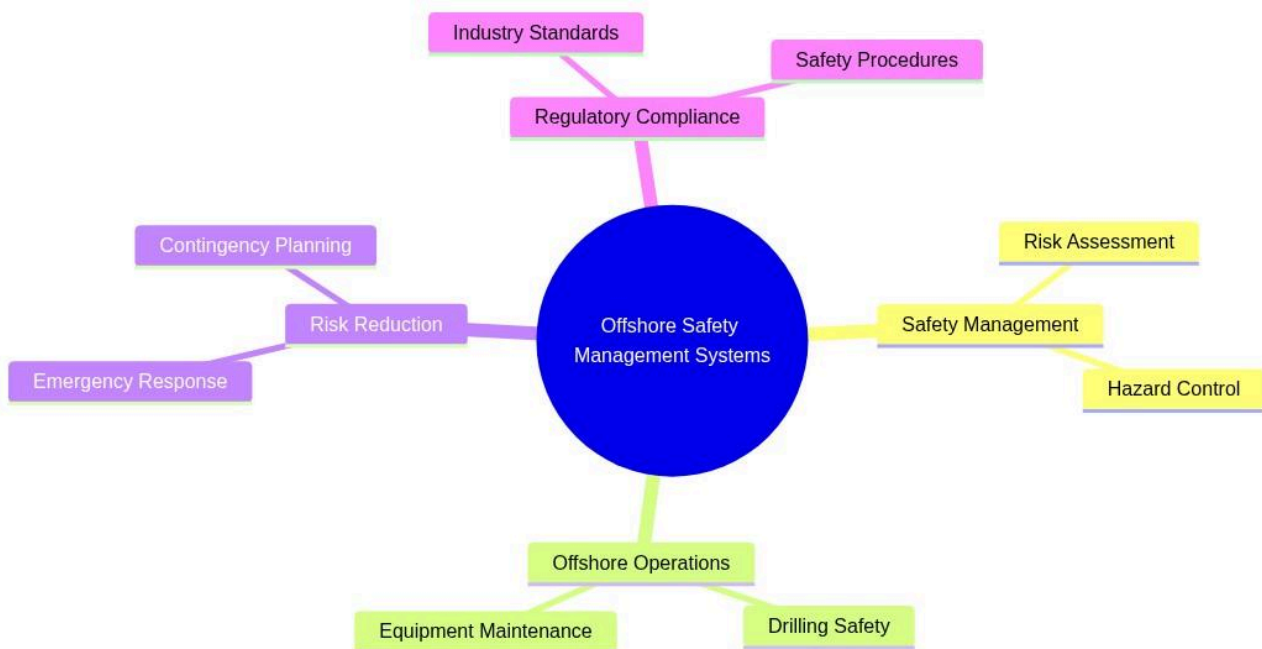 Industry Standards
Safety Procedures
Regulatory Compliance
Contingency Planning
Risk Assessment
Risk Reduction
Offshore Safety
Management Systems
Safety Management
Emergency Response
Hazard Control
Offshore Operations
Equipment Maintenance
Drilling Safety